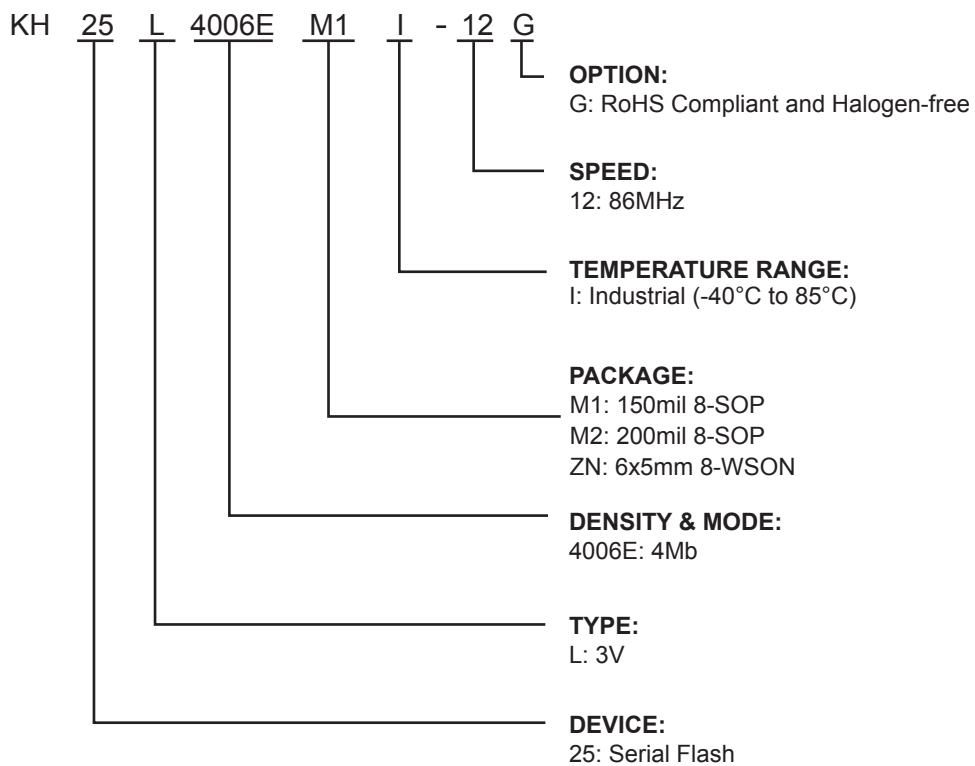 KH 25 L 4006E M1 I - 12 G
OPTION:
G: RoHS Compliant and Halogen-free
SPEED:
12: 86MHz
TEMPERATURE RANGE:
I: Industrial (-40°C to 85°C)
PACKAGE:
M1: 150mil 8-SOP
M2: 200mil 8-SOP
ZN: 6x5mm 8-WSON
DENSITY & MODE:
4006E: 4Mb
TYPE:
L: 3V
DEVICE:
25: Serial Flash